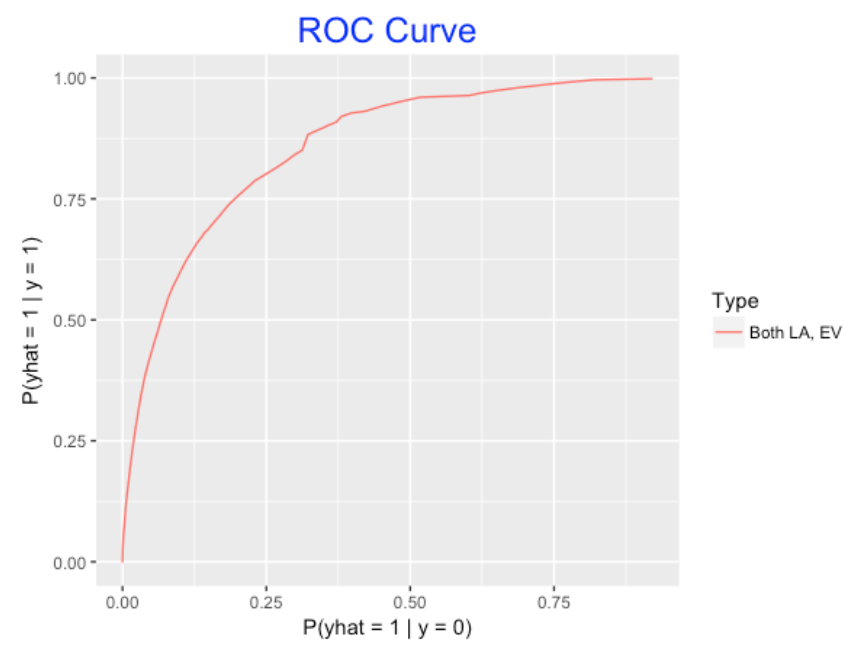 ROC Curve
1.00
0.75
0.50
0.25
0.00
P(yhat = 1 | y = 1)
0.00 0.25 0.50 0.75
P(yhat = 1 | y = 0)
Type
Both LA, EV